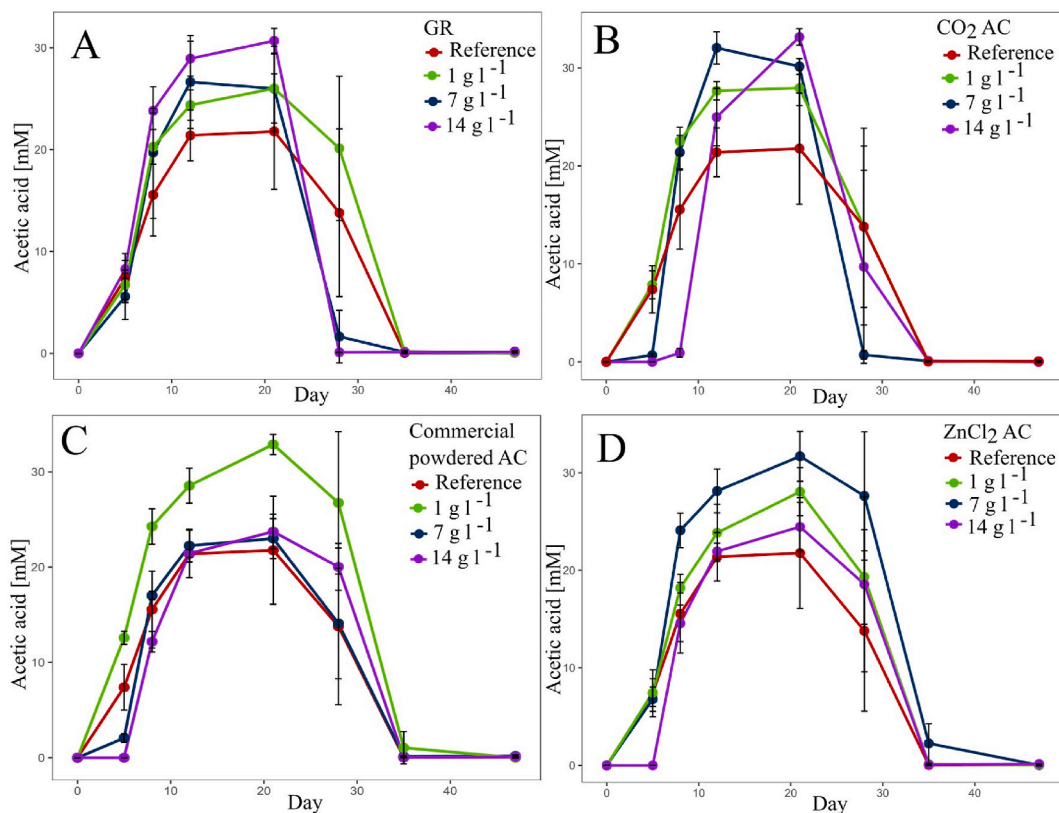 A
GR
Reference
1 g l⁻¹
7 g l⁻¹
14 g l⁻¹
Acetic acid [mM]
30
20
10
0
0
10
20
30
40
Day
B
CO₂ AC
Reference
1 g l⁻¹
7 g l⁻¹
14 g l⁻¹
Acetic acid [mM]
30
20
10
0
0
10
20
30
40
Day
C
Commercial
powdered AC
Reference
1 g l⁻¹
7 g l⁻¹
14 g l⁻¹
Acetic acid [mM]
30
20
10
0
0
10
20
30
40
Day
D
ZnCl₂ AC
Reference
1 g l⁻¹
7 g l⁻¹
14 g l⁻¹
Acetic acid [mM]
30
20
10
0
0
10
20
30
40
Day